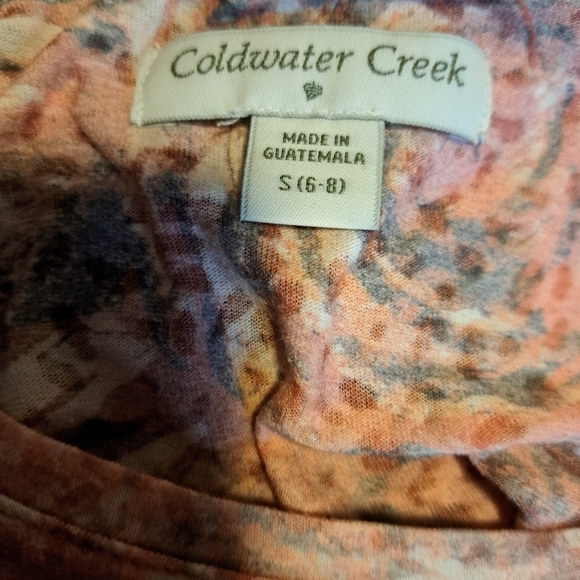 Coldwater Creek
MADE IN
GUATEMALA
S (6-8)